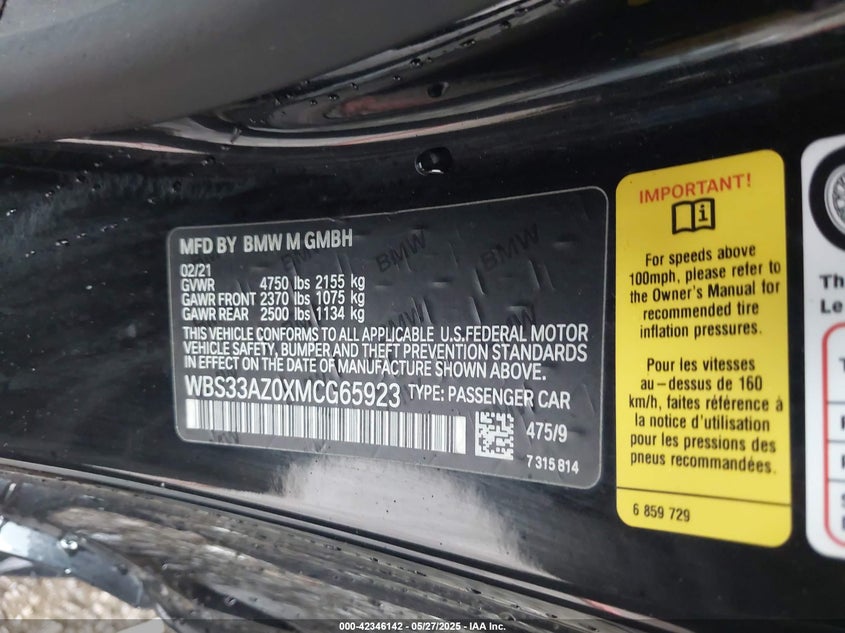 MFD BY BMW M GMBH
02/21
GVWR 4750 lbs 2155 kg
GAWR FRONT 2370 lbs 1075 kg
GAWR REAR 2500 lbs 1134 kg
THIS VEHICLE CONFORMS TO ALL APPLICABLE U.S.FEDERAL MOTOR
VEHICLE SAFETY, BUMPER AND THEFT PREVENTION STANDARDS
IN EFFECT ON THE DATE OF MANUFACTURE SHOWN ABOVE.
WBS33AZ0XMCG65923 TYPE: PASSENGER CAR
475/9
7 315 814
BMW
BMW
IMPORTANT!
For speeds above
100mph, please refer to
the Owner's Manual for
recommended tire
inflation pressures.
Pour les vitesses
au-dessus de 160
km/h, faites référence à
la notice d'utilisation
pour les pressions des
pneus recommandées.
6 859 729
Th
Le
000-42346142 - 05/27/2025 - IAA Inc.